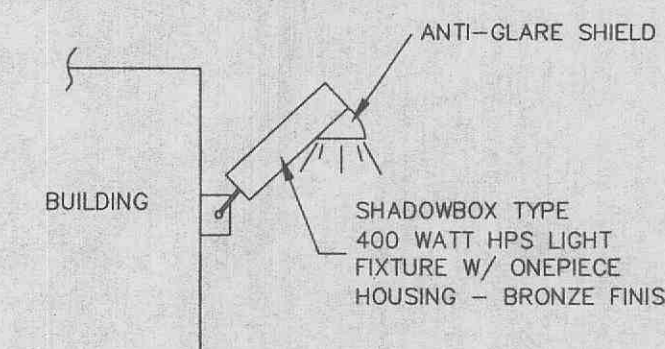 ANTI-GLARE SHIELD
BUILDING
SHADOWBOX TYPE
400 WATT HPS LIGHT
FIXTURE W/ ONEPIECE
HOUSING - BRONZE FINIS